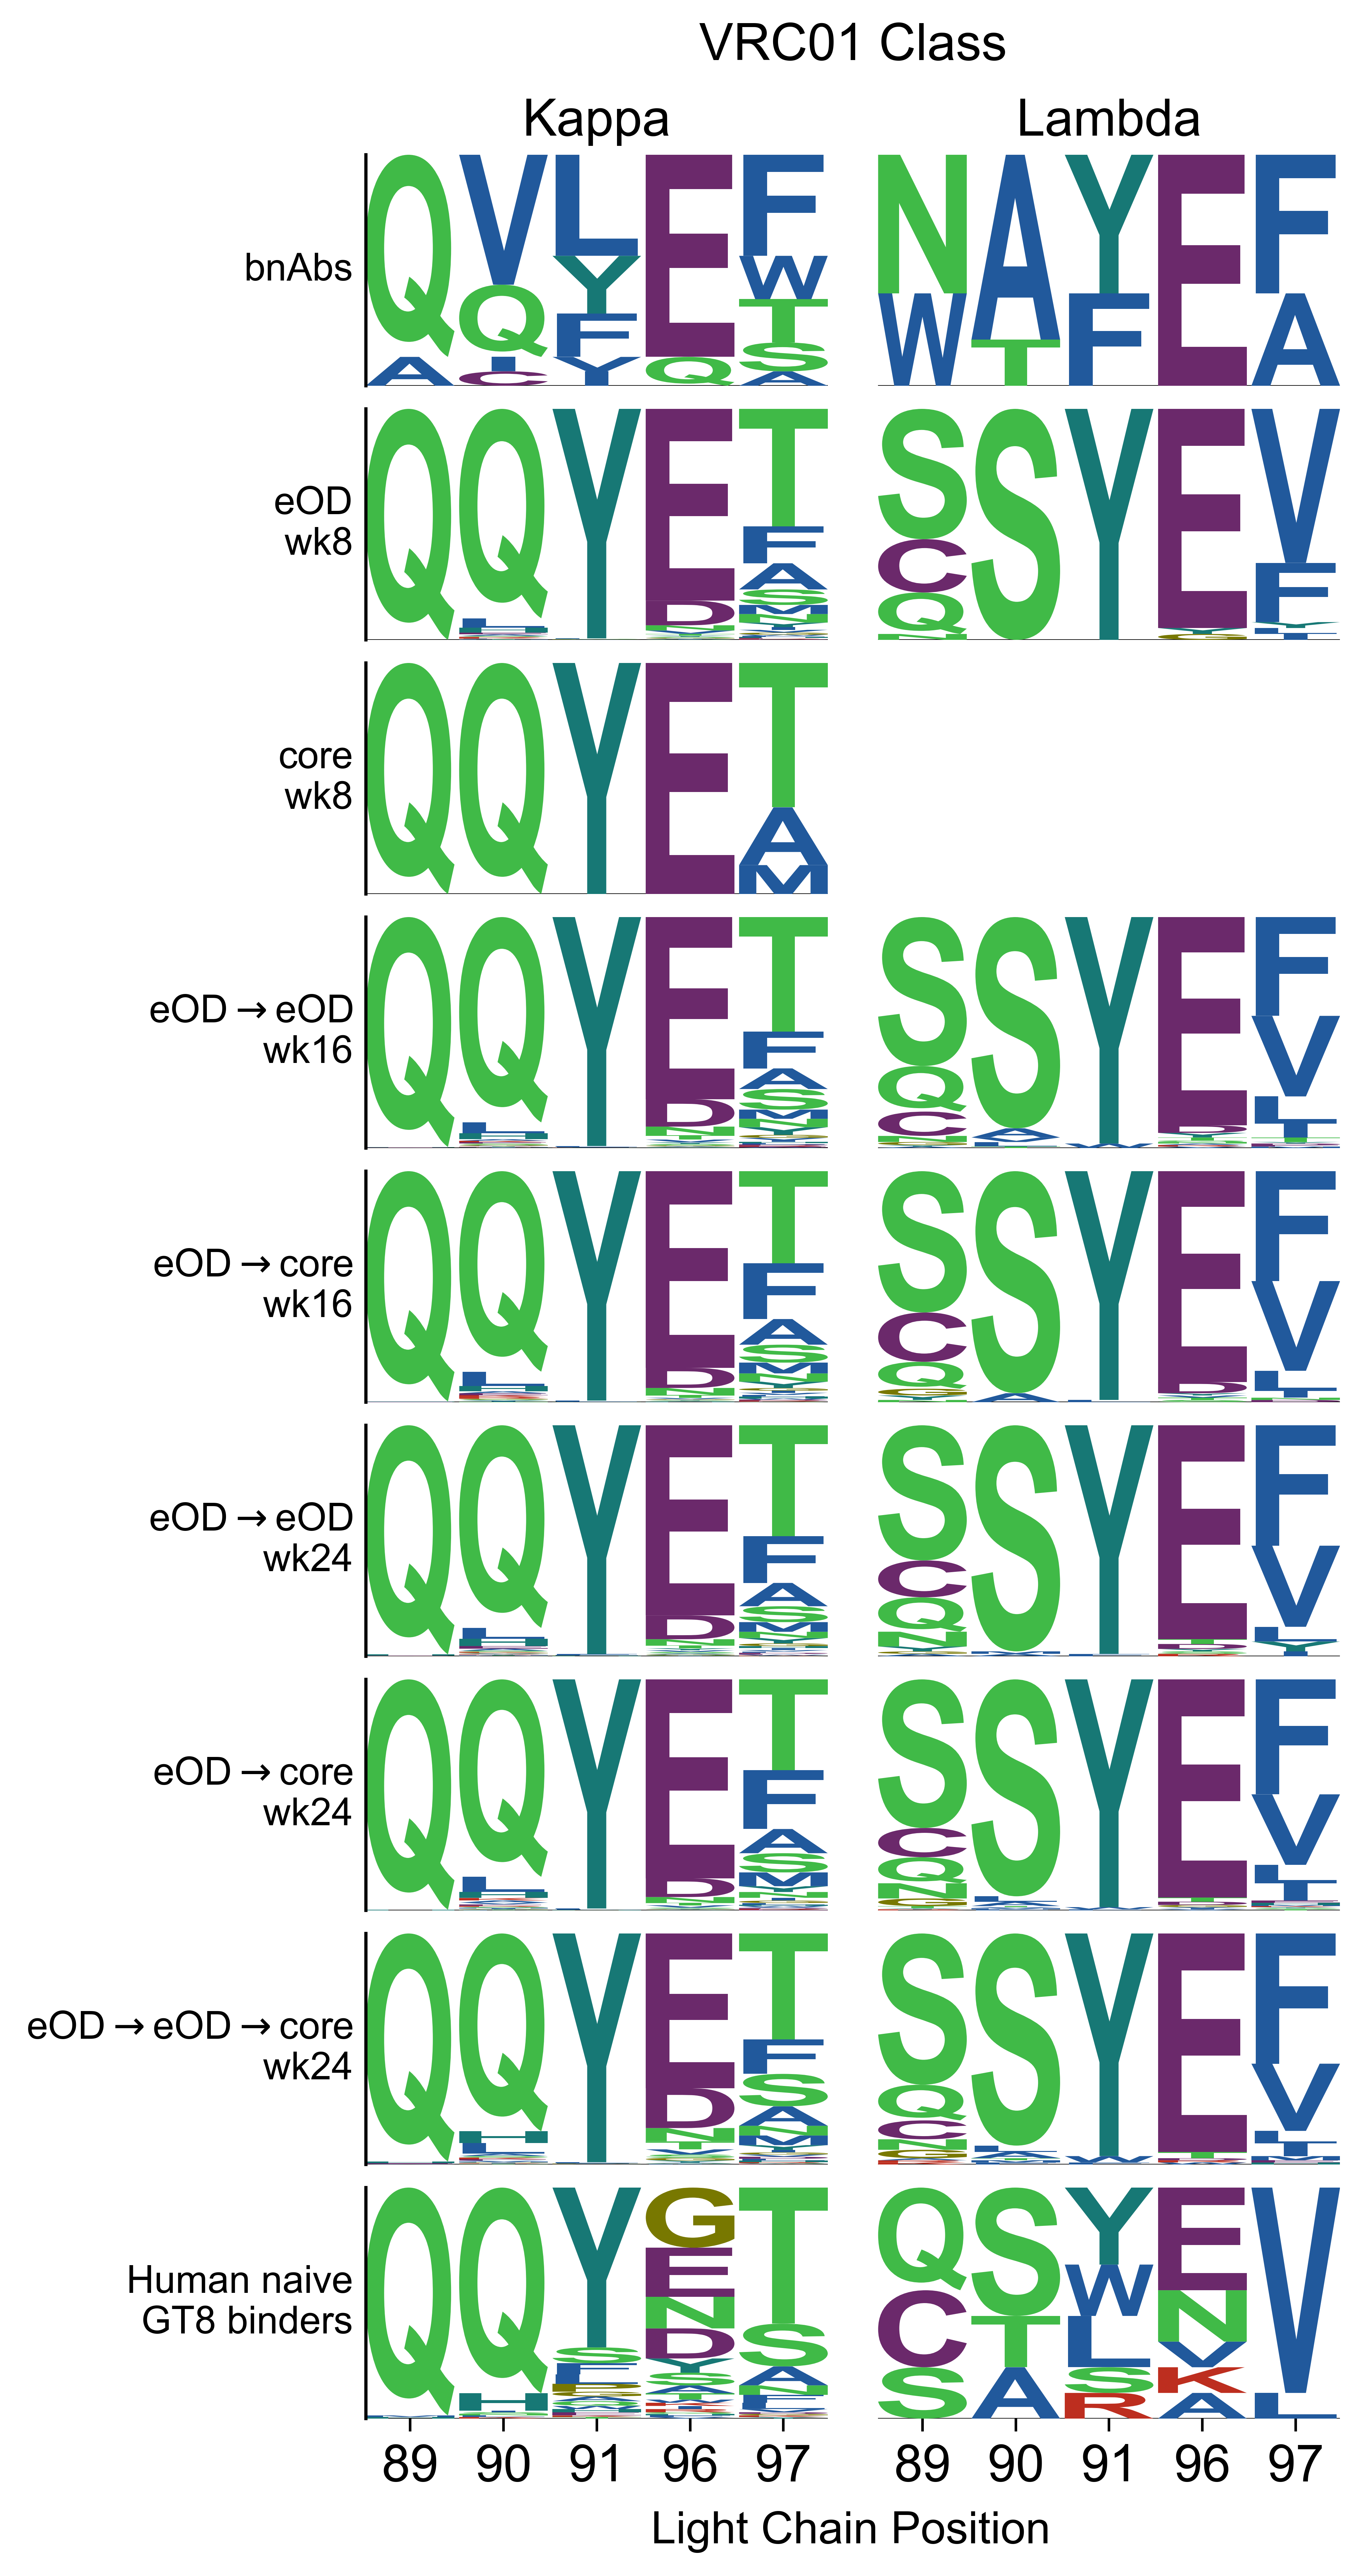 VRC01 Class
Kappa Lambda
bnAbs
Q V L E F N A Y E F
A Q Y Q W W T F A
I F T
C Y S
A
eOD
wk8
Q Q Y E T S S Y E V
D F C F
A Q
S N
core
wk8
Q Q Y E T
A
M
eOD → eOD
wk16
Q Q Y E T S S Y E F
D F Q A V
A C
S
eOD → core
wk16
Q Q Y E T S S Y E F
D F C A V
A Q
S
eOD → eOD
wk24
Q Q Y E T S S Y E F
D F C V
A Q
S N
eOD → core
wk24
Q Q Y E T S S Y E F
D F C V
A Q
S N
eOD → eOD → core
wk24
Q Q Y E T S S Y E F
D F Q V
N S C
A N
Human naive
GT8 binders
Q Q Y G T Q S Y E V
H S E S C T W N L
N A S A L V
D N S K
Y R A
S
89 90 91 96 97 89 90 91 96 97
Light Chain Position